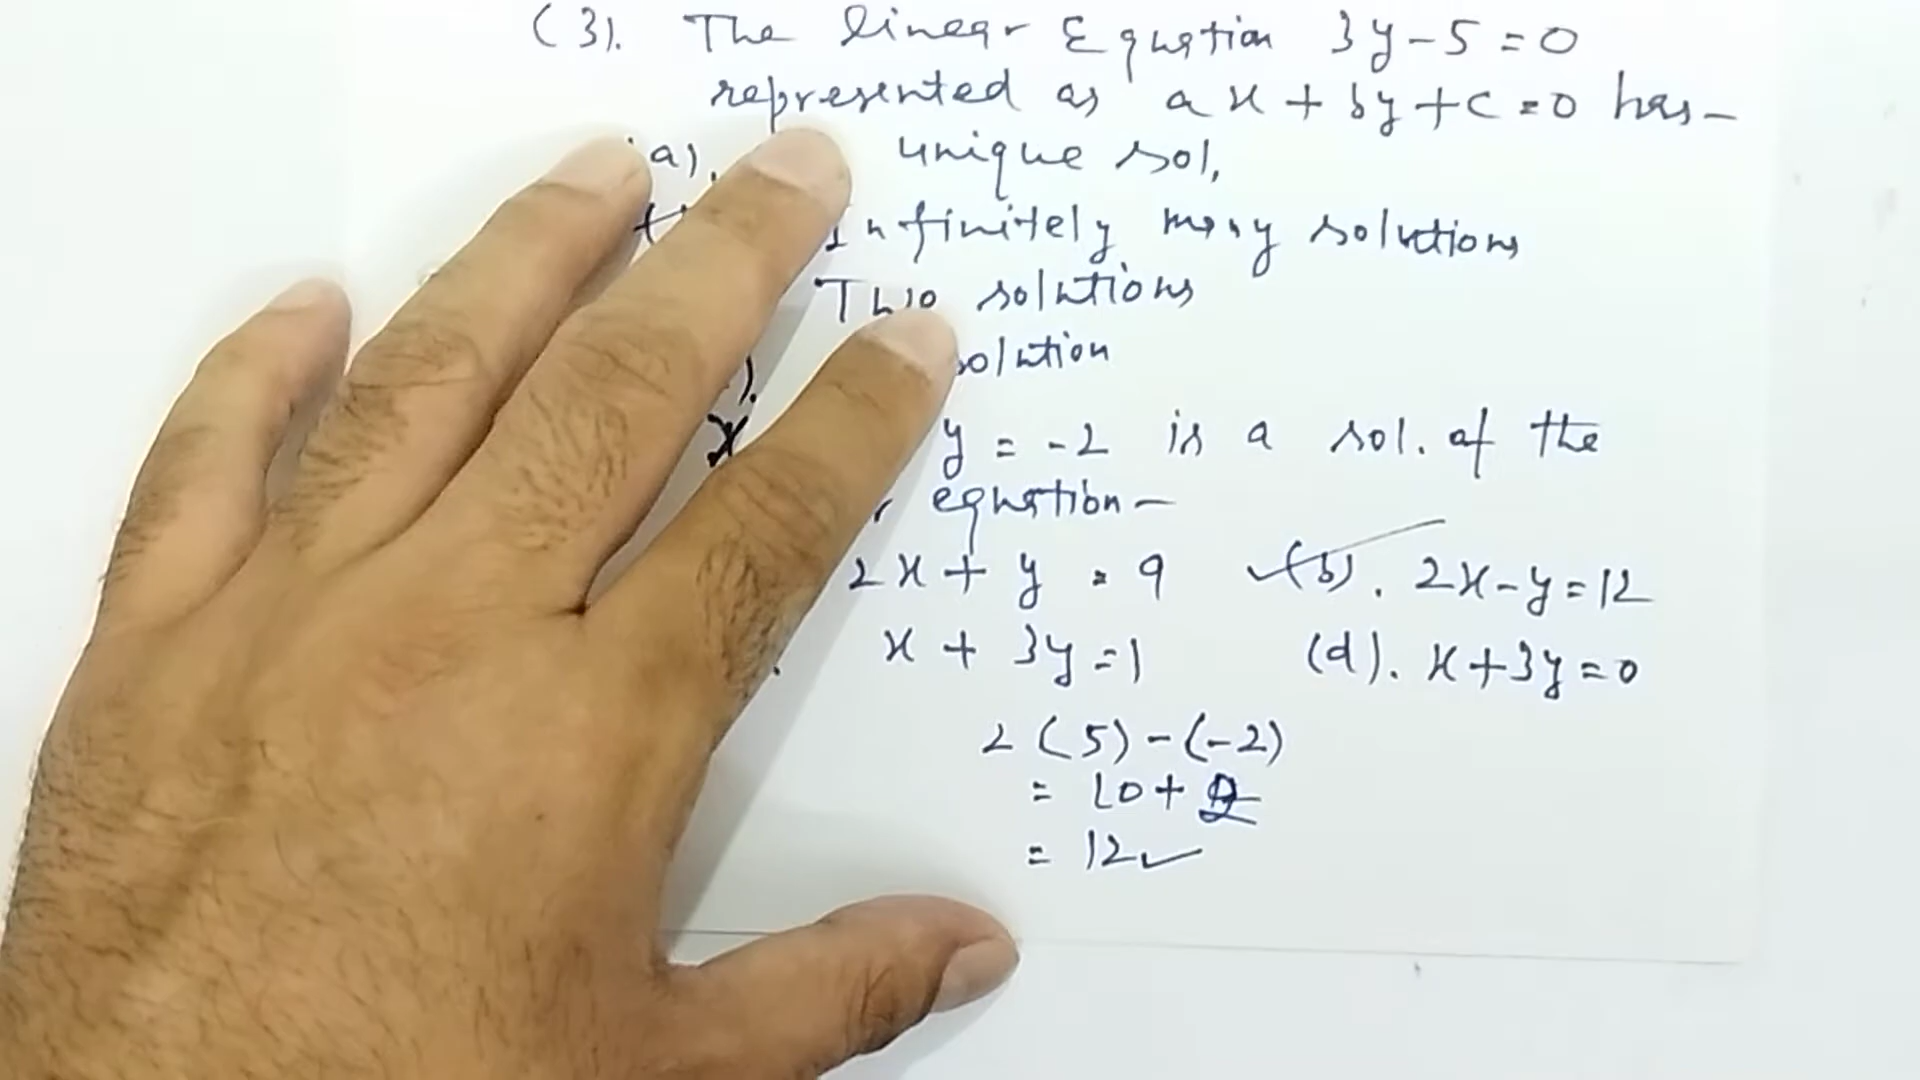 (3). The linear Equation 3y-5=0
represented as ax+by+c=0 has-
a). unique sol.
Infinitely many solutions
Two solutions
solution
x y = -2 is a sol. of the
equation-
2x+y=9 (b). 2x-y=12
x+3y=1 (d). x+3y=0
2(5)-(-2)
= 10+2
= 12✓